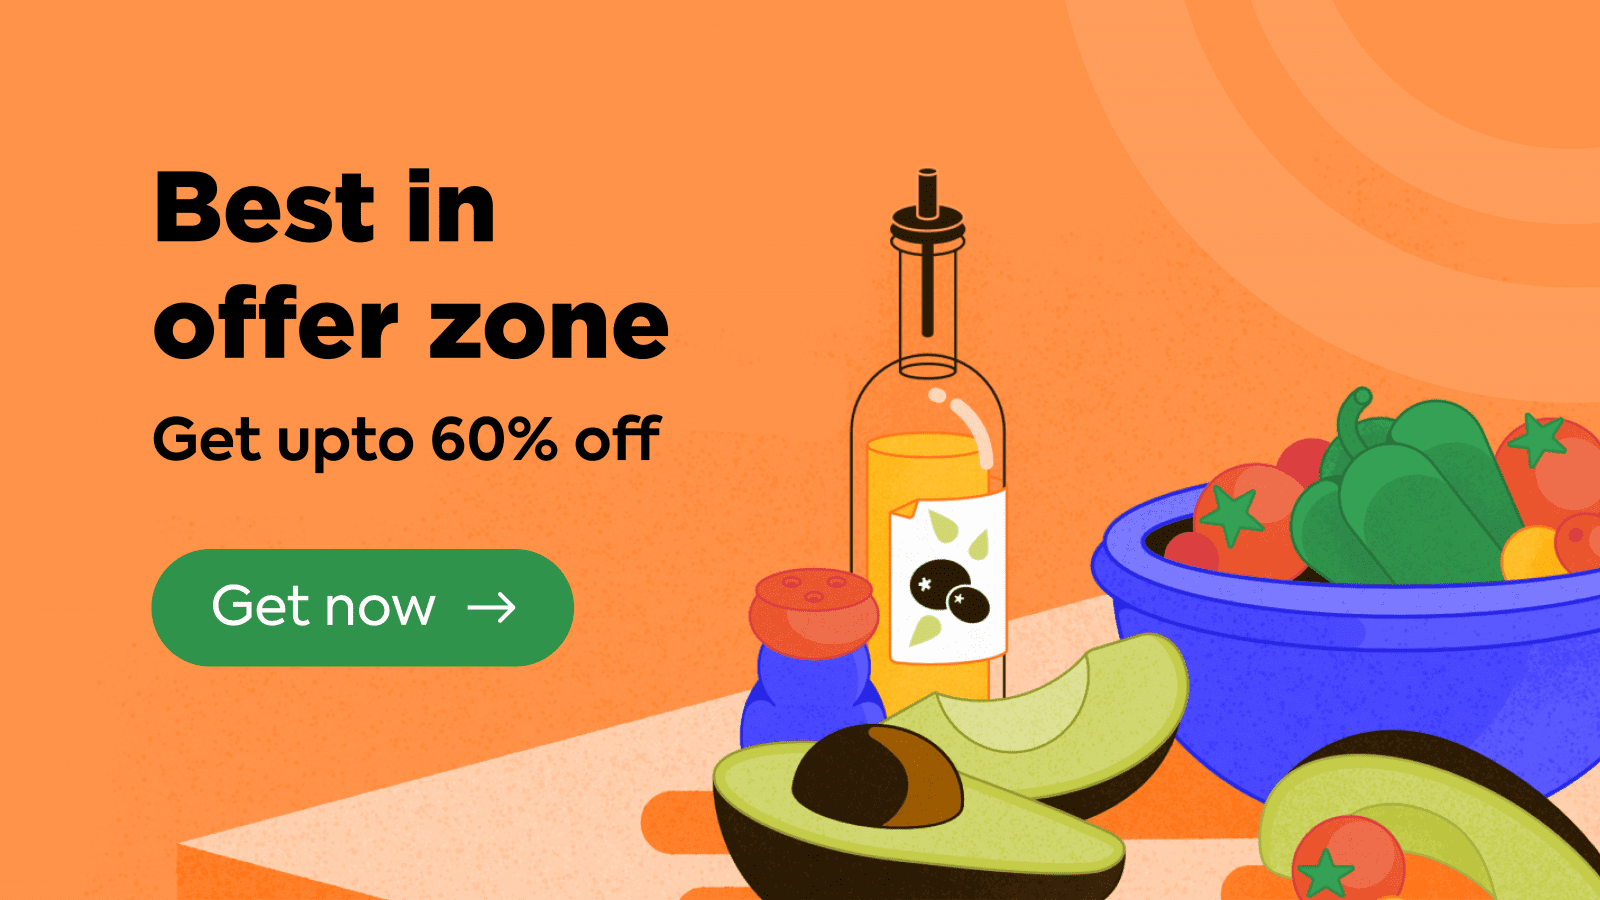 Best in
offer zone
Get upto 60% off
Get now →